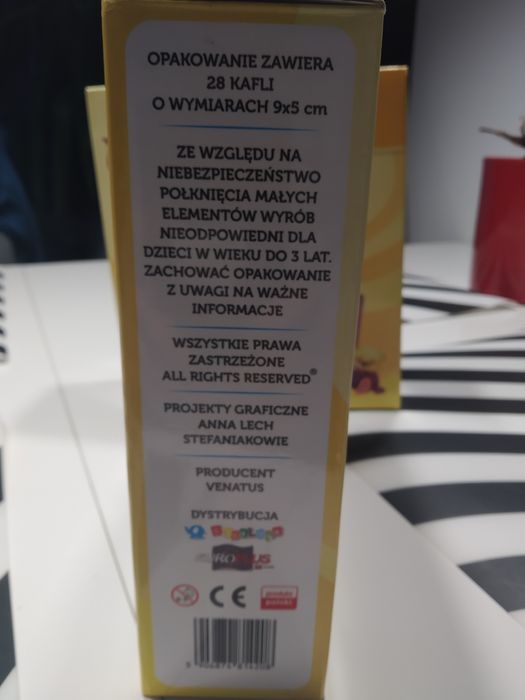 OPAKOWANIE ZAWIERA
28 KAFLI
O WYMIARACH 9x5 cm
ZE WZGLĘDU NA
NIEBEZPIECZEŃSTWO
POŁKNIĘCIA MAŁYCH
ELEMENTÓW WYRÓB
NIEODPOWIEDNI DLA
DZIECI W WIEKU DO 3 LAT.
ZACHOWAĆ OPAKOWANIE
Z UWAGI NA WAŻNE
INFORMACJE
WSZYSTKIE PRAWA
ZASTRZEŻONE
ALL RIGHTS RESERVED®
PROJEKTY GRAFICZNE
ANNA LECH
STEFANIAKOWIE
PRODUCENT
VENATUS
DYSTRYBUCJA
CE
produkt
polski